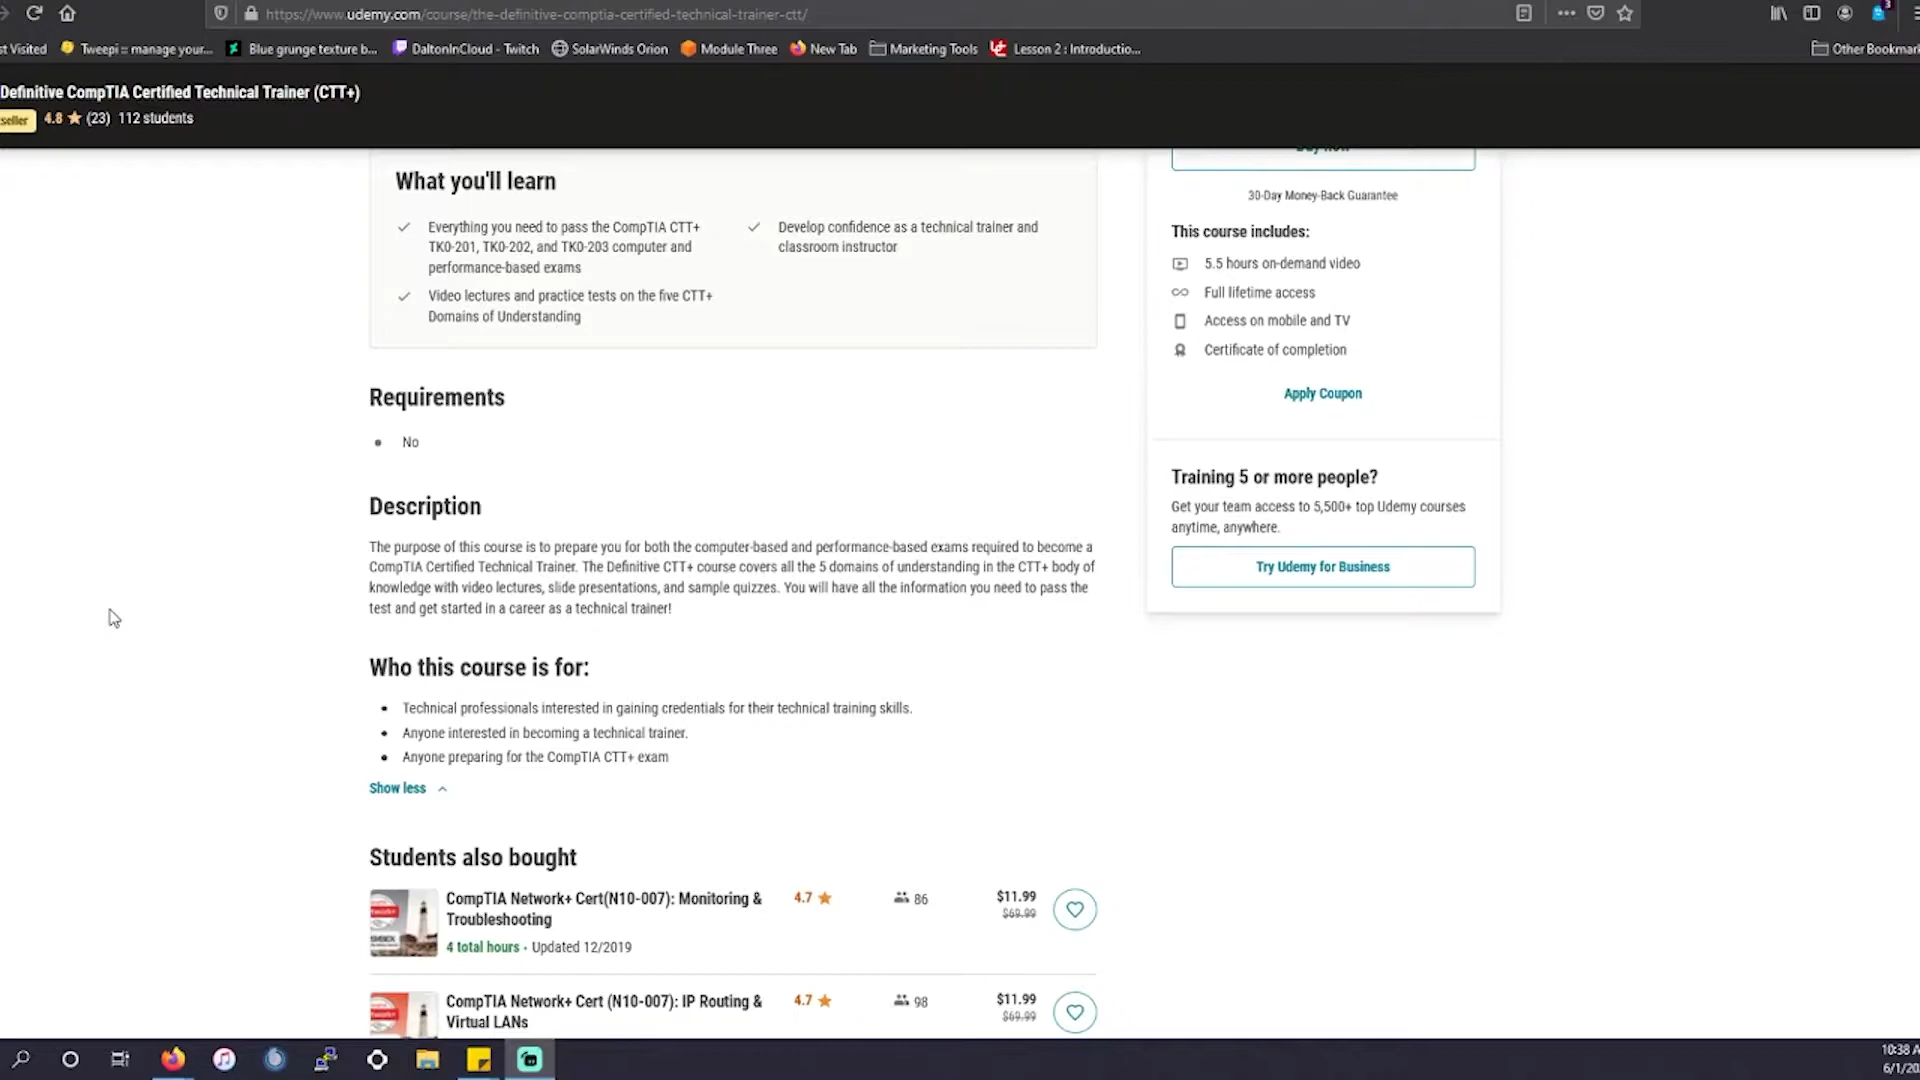 https://www.udemy.com/course/the-definitive-comptia-certified-technical-trainer-ctt/
st Visited Tweepi :: manage your... Blue grunge texture b... DaltonInCloud - Twitch SolarWinds Orion Module Three New Tab Marketing Tools Lesson 2 : Introductio... Other Bookmark
Definitive CompTIA Certified Technical Trainer (CTT+)
seller 4.8 (23) 112 students
Buy now
What you'll learn
Everything you need to pass the CompTIA CTT+
TK0-201, TK0-202, and TK0-203 computer and
performance-based exams
Develop confidence as a technical trainer and
classroom instructor
Video lectures and practice tests on the five CTT+
Domains of Understanding
30-Day Money-Back Guarantee
This course includes:
5.5 hours on-demand video
Full lifetime access
Access on mobile and TV
Certificate of completion
Apply Coupon
Training 5 or more people?
Get your team access to 5,500+ top Udemy courses
anytime, anywhere.
Try Udemy for Business
Requirements
No
Description
The purpose of this course is to prepare you for both the computer-based and performance-based exams required to become a
CompTIA Certified Technical Trainer. The Definitive CTT+ course covers all the 5 domains of understanding in the CTT+ body of
knowledge with video lectures, slide presentations, and sample quizzes. You will have all the information you need to pass the
test and get started in a career as a technical trainer!
Who this course is for:
Technical professionals interested in gaining credentials for their technical training skills.
Anyone interested in becoming a technical trainer.
Anyone preparing for the CompTIA CTT+ exam
Show less
Students also bought
CompTIA Network+ Cert(N10-007): Monitoring & 4.7 86 $11.99
Troubleshooting $69.99
4 total hours · Updated 12/2019
CompTIA Network+ Cert (N10-007): IP Routing & 4.7 98 $11.99
Virtual LANs $69.99
10:38 A
6/1/20